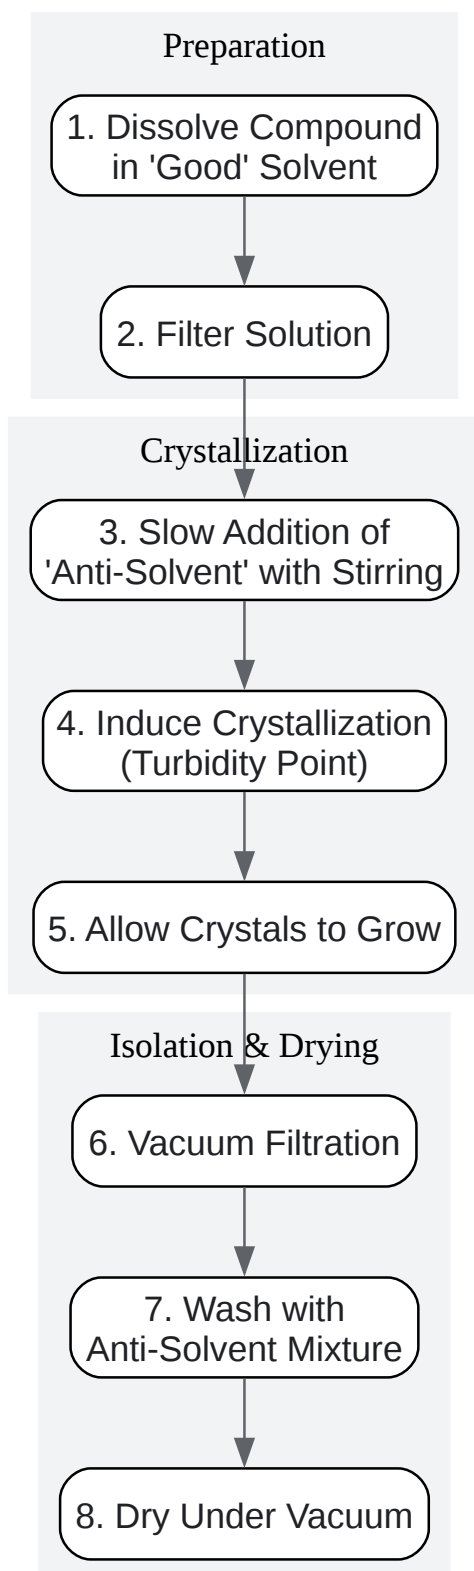 Preparation
1. Dissolve Compound
in 'Good' Solvent
2. Filter Solution
Crystallization
3. Slow Addition of
'Anti-Solvent' with Stirring
4. Induce Crystallization
(Turbidity Point)
5. Allow Crystals to Grow
Isolation & Drying
6. Vacuum Filtration
7. Wash with
Anti-Solvent Mixture
8. Dry Under Vacuum